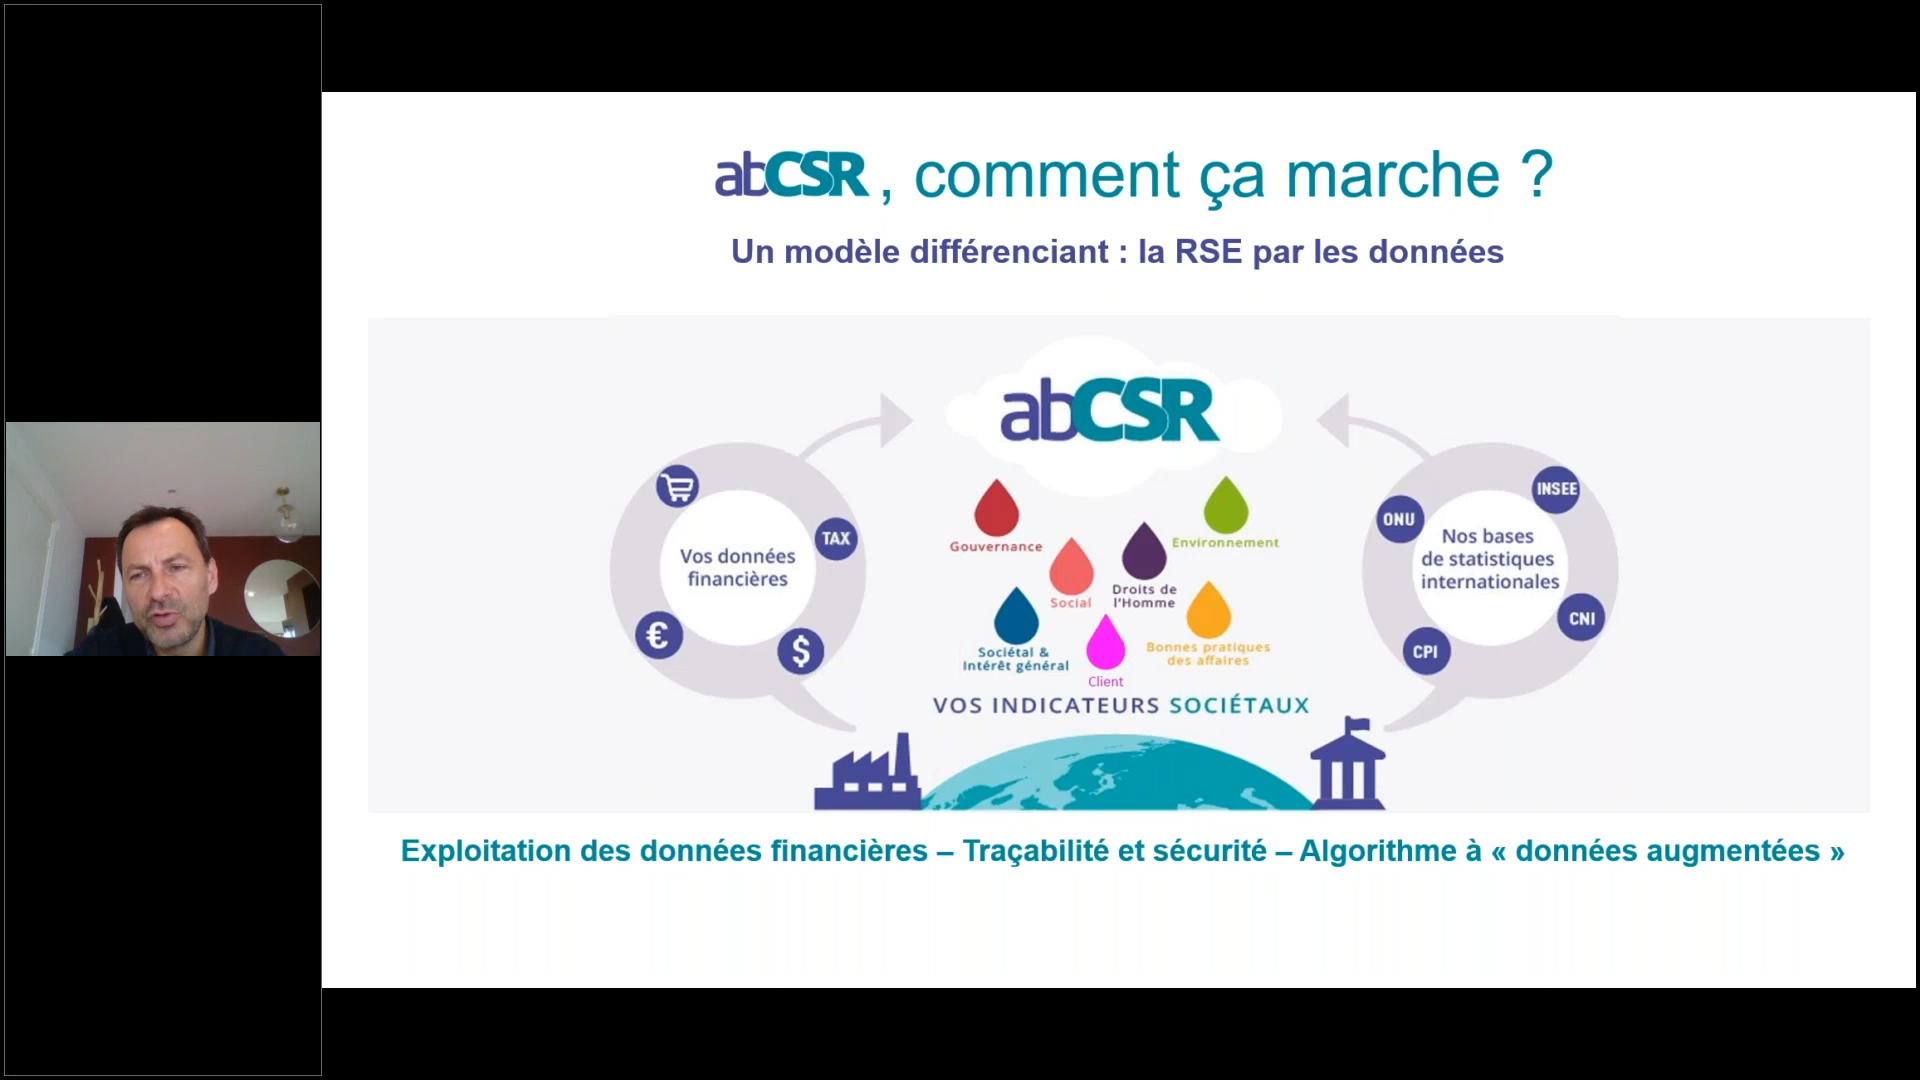 abCSR, comment ça marche ?
Un modèle différenciant : la RSE par les données
abCSR
Vos données
financières
TAX
€
$
Gouvernance
Environnement
Social
Droits de
l'Homme
Sociétal &
Intérêt général
Client
Bonnes pratiques
des affaires
VOS INDICATEURS SOCIÉTAUX
INSEE
ONU
Nos bases
de statistiques
internationales
CNI
CPI
Exploitation des données financières – Traçabilité et sécurité – Algorithme à « données augmentées »